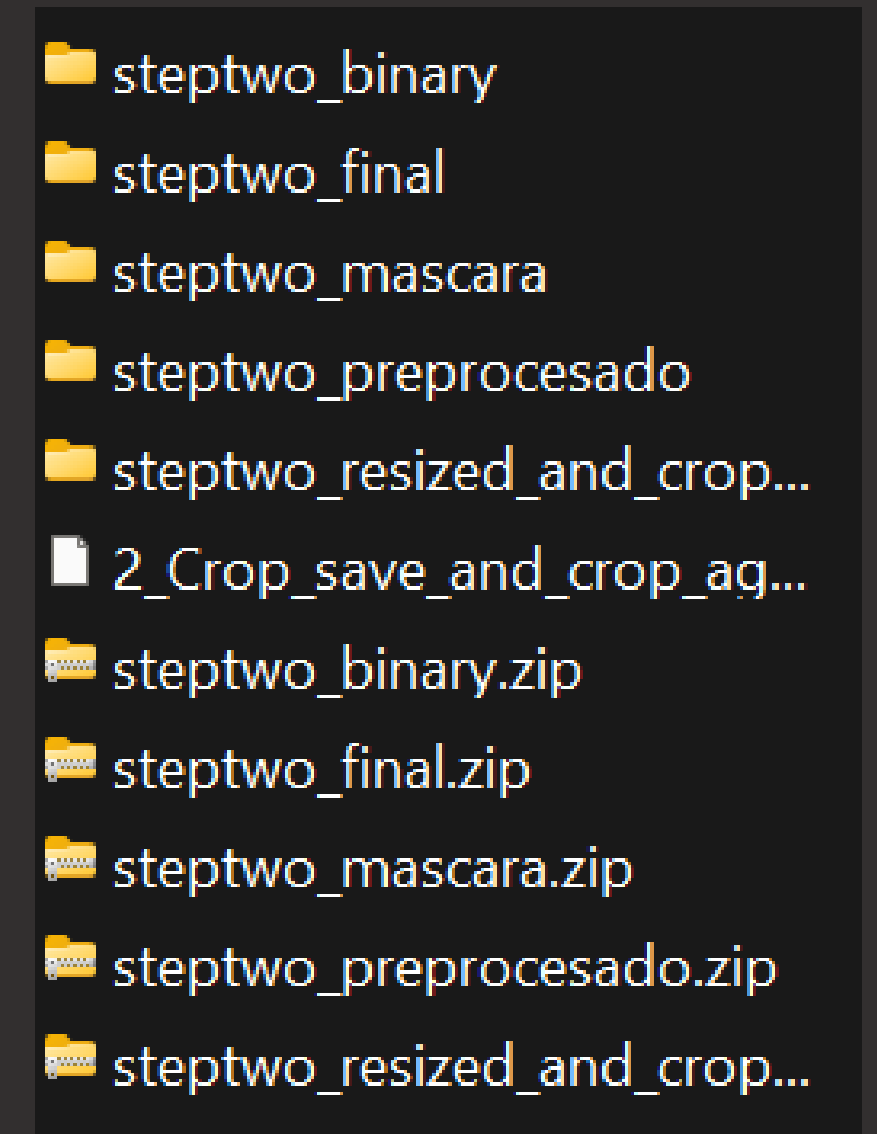 steptwo_binary
steptwo_final
steptwo_mascara
steptwo_preprocesado
steptwo_resized_and_crop...
2_Crop_save_and_crop_ag...
steptwo_binary.zip
steptwo_final.zip
steptwo_mascara.zip
steptwo_preprocesado.zip
steptwo_resized_and_crop...